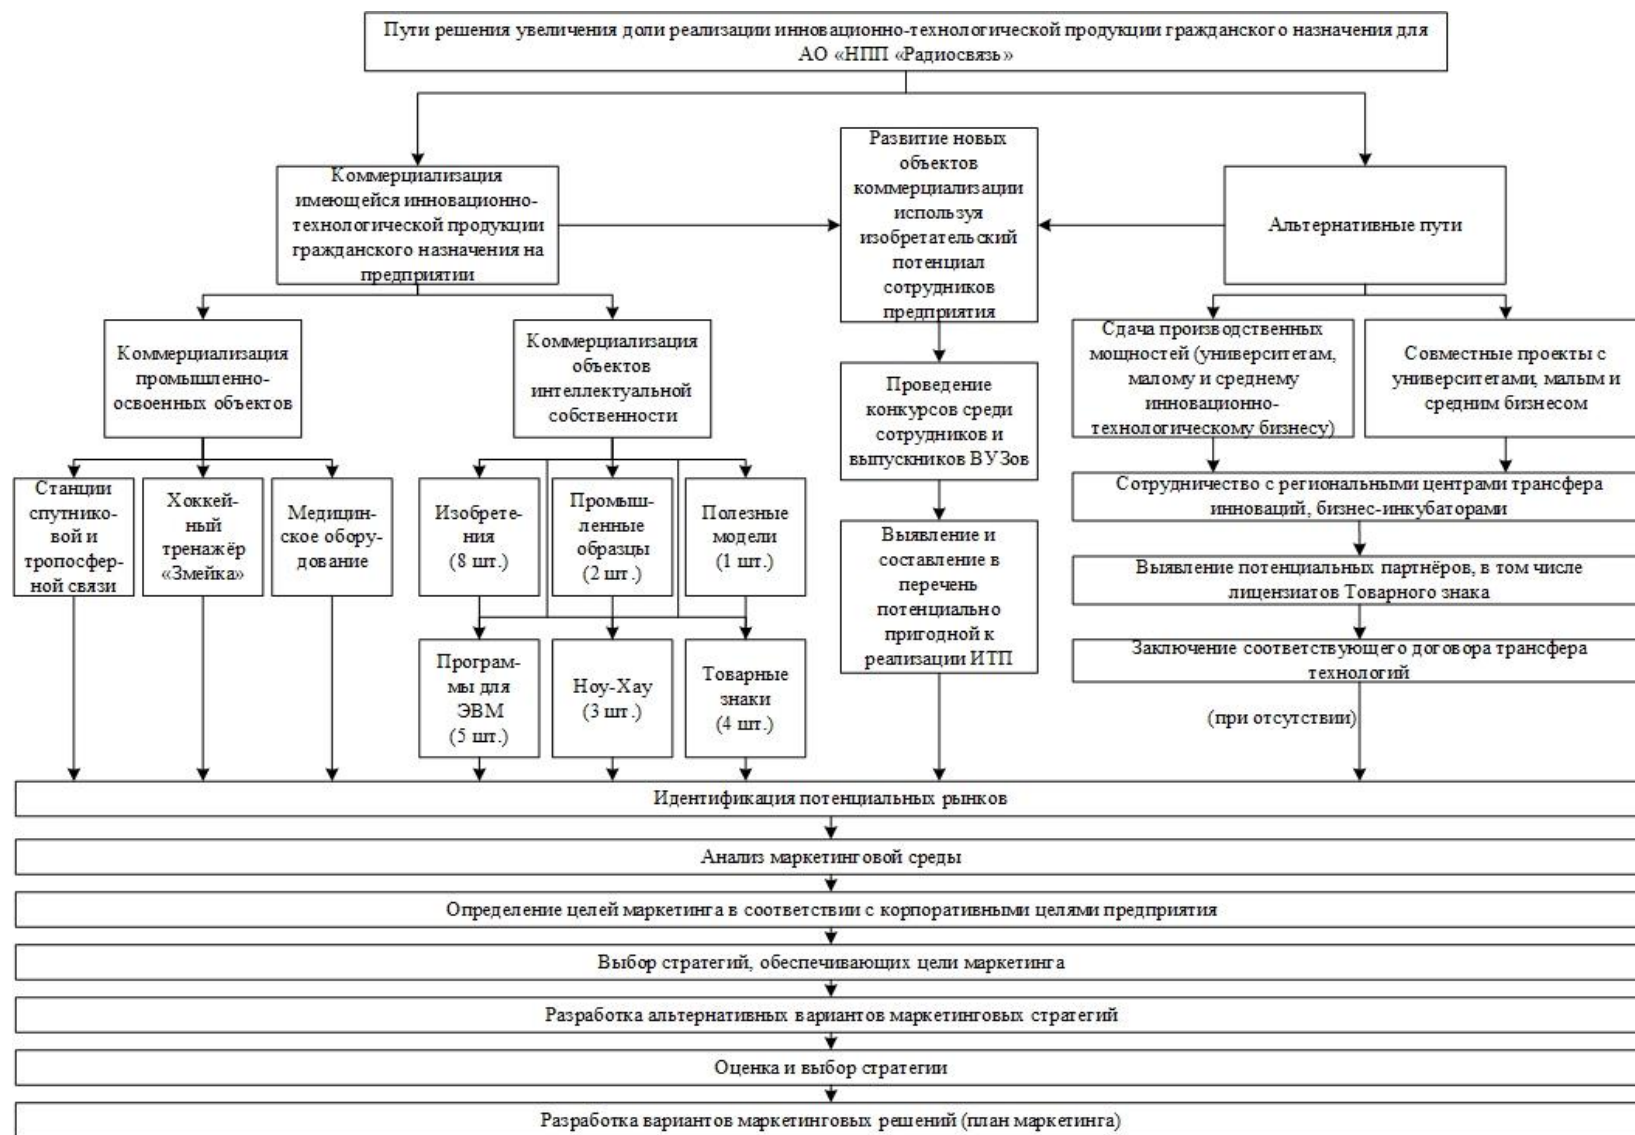 Пути решения увеличения доли реализации инновационно-технологической продукции гражданского назначения для
АО «НПП «Радиосвязь»
Коммерциализация
имеющейся инновационно-
технологической продукции
гражданского назначения на
предприятии
Развитие новых
объектов
коммерциализации
используя
изобретательский
потенциал
сотрудников
предприятия
Альтернативные пути
Коммерциализация
промышленно-
освоенных объектов
Коммерциализация
объектов
интеллектуальной
собственности
Проведение
конкурсов среди
сотрудников и
выпускников ВУЗов
Сдача производственных
мощностей (университетам,
малому и среднему
инновационно-
технологическому бизнесу)
Совместные проекты с
университетами, малым и
средним бизнесом
Станции
спутнико-
вой и
тропосфер-
ной связи
Хоккей-
ный
тренажёр
«Змейка»
Медицин-
ское обору-
дование
Изобрете-
ния
(8 шт.)
Промыш-
ленные
образцы
(2 шт.)
Полезные
модели
(1 шт.)
Выявление и
составление в
перечень
потенциально
пригодной к
реализации ИТП
Сотрудничество с региональными центрами трансфера
инноваций, бизнес-инкубаторами
Выявление потенциальных партнёров, в том числе
лицензиатов Товарного знака
Заключение соответствующего договора трансфера
технологий
Програм-
мы для
ЭВМ
(5 шт.)
Ноу-Хау
(3 шт.)
Товарные
знаки
(4 шт.)
(при отсутствии)
Идентификация потенциальных рынков
Анализ маркетинговой среды
Определение целей маркетинга в соответствии с корпоративными целями предприятия
Выбор стратегий, обеспечивающих цели маркетинга
Разработка альтернативных вариантов маркетинговых стратегий
Оценка и выбор стратегии
Разработка вариантов маркетинговых решений (план маркетинга)